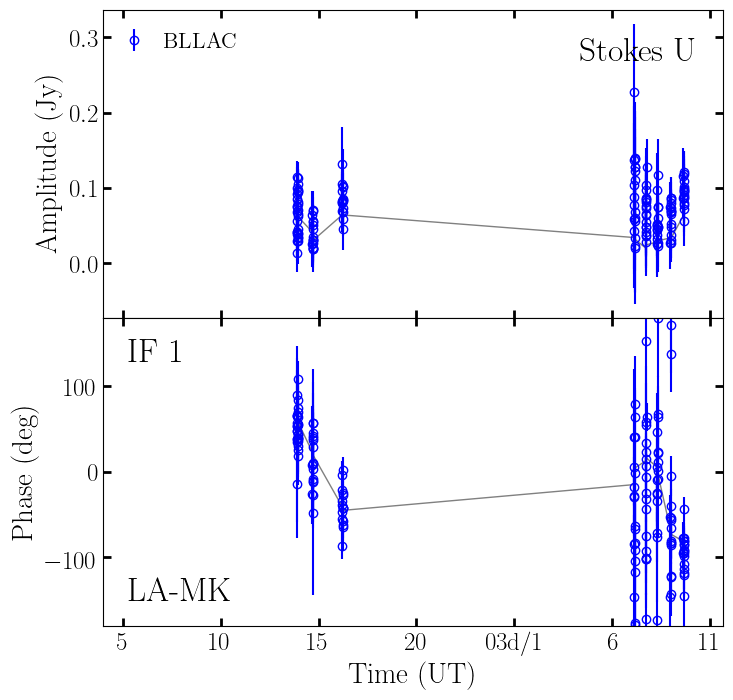 BLLAC
Stokes U
0.3
0.2
0.1
0.0
Amplitude (Jy)
IF 1
100
0
−100
Phase (deg)
LA-MK
5 10 15 20 03d/1 6 11
Time (UT)